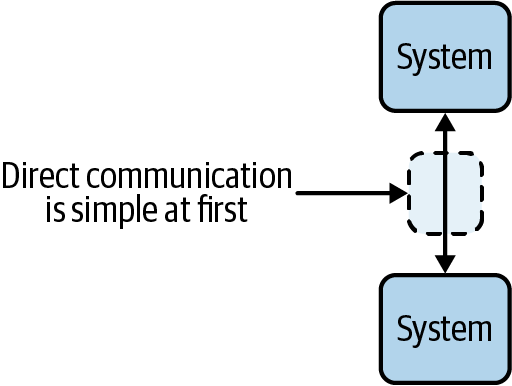 System
Direct communication
is simple at first
System